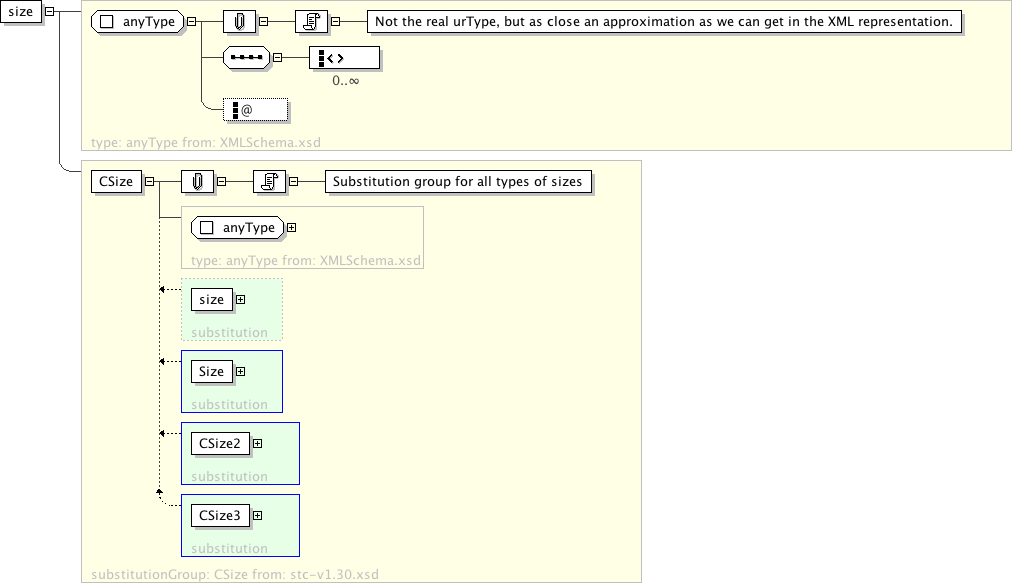 size
anyType
Not the real urType, but as close an approximation as we can get in the XML representation.
<>
0..∞
@
type: anyType from: XMLSchema.xsd
CSize
Substitution group for all types of sizes
anyType
type: anyType from: XMLSchema.xsd
size
substitution
Size
substitution
CSize2
substitution
CSize3
substitution
substitutionGroup: CSize from: stc-v1.30.xsd